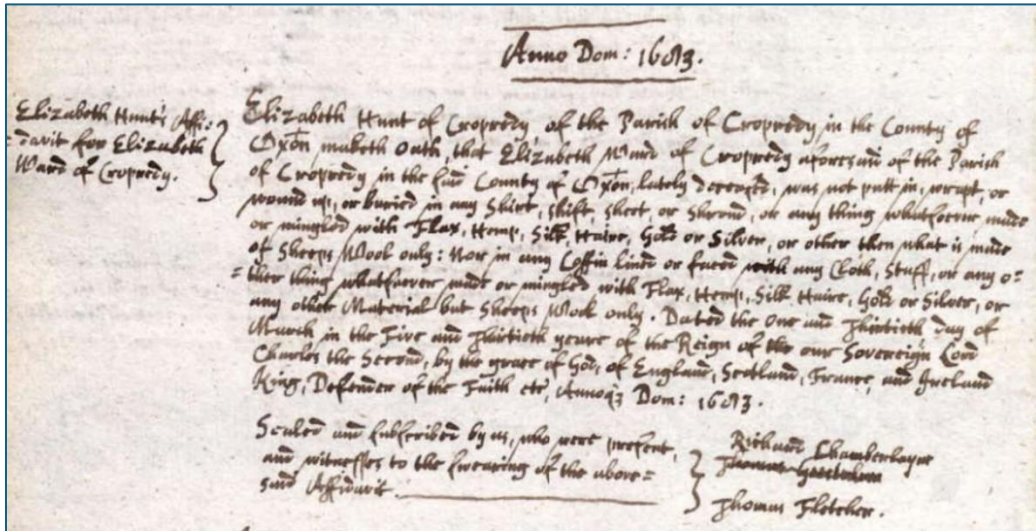 Anno Dom: 1683.
Elizabeth Hunt's Affi:
=davit for Elizabeth
Ward of Cropredy.
Elizabeth Hunt of Cropredy of the Parish of Cropredy, in the County of
Oxōn, maketh Oath, that Elizabeth Ward of Cropredy aforesaid of the Parish
of Cropredy in the said County of Oxōn, lately deceased, was not putt in, wrapt, or
wound up, or buried in any Shirt, Shift, Sheet, or Shroud, or any thing whatsoever made
or mingled with Flax, Hemp, Silk, Haire, Gold or Silver, or other then what is made
of Sheeps Wool only: Nor in any Coffin lined or faced with any Cloth, Stuff, or any o-
=ther thing whatsoever made or mingled with Flax, Hemp, Silk, Haire, Gold or Silver, or
any other Material but Sheeps Wool only. Dated the One and Thirtieth day of
March in the Five and Thirtieth yeare of the Reign of the our Sovereign Lord
Charles the Second, by the grace of God, of England, Scotland, France, and Ireland
King, Defender of the Faith etc, Annoq3 Dom: 1683.
Sealed and subscribed by us, who were present,
and witnesses to the swearing of the above=
said Affidavit.
Richard Chamberlayne
Thomas
Thomas Fletcher.